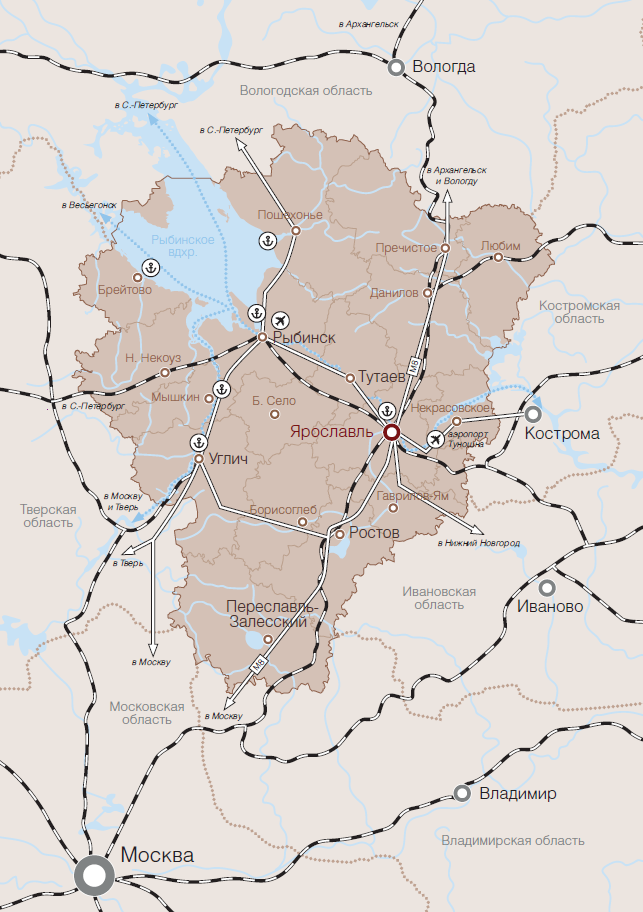 в Архангельск
Вологда
Вологодская область
в С.-Петербург
в С.-Петербург
в Архангельск
и Вологду
в Весьегонск
Пошехонье
Рыбинское
вдхр.
Пречистое
Любим
Брейтово
Данилов
Костромская
область
Рыбинск
Н. Некоуз
М8
Тутаев
Мышкин
Б. Село
Некрасовское
в С.-Петербург
Ярославль
аэропорт
Туношна
Кострома
Углич
в Москву
и Тверь
Гаврилов-Ям
Тверская
область
Борисоглеб
Ростов
в Нижний Новгород
в Тверь
Ивановская
область
Иваново
Переславль-
Залесский
в Москву
М8
Московская
область
в Москву
Владимир
Владимирская область
Москва